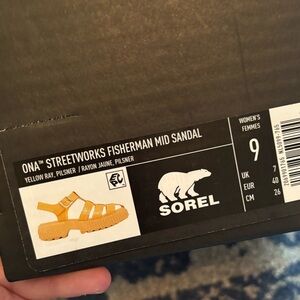 ONA™ STREETWORKS FISHERMAN MID SANDAL
YELLOW RAY, PILSNER / RAYON JAUNE, PILSNER
SOREL
WOMEN'S
FEMMES
9
UK 7
EUR 40
CM 26